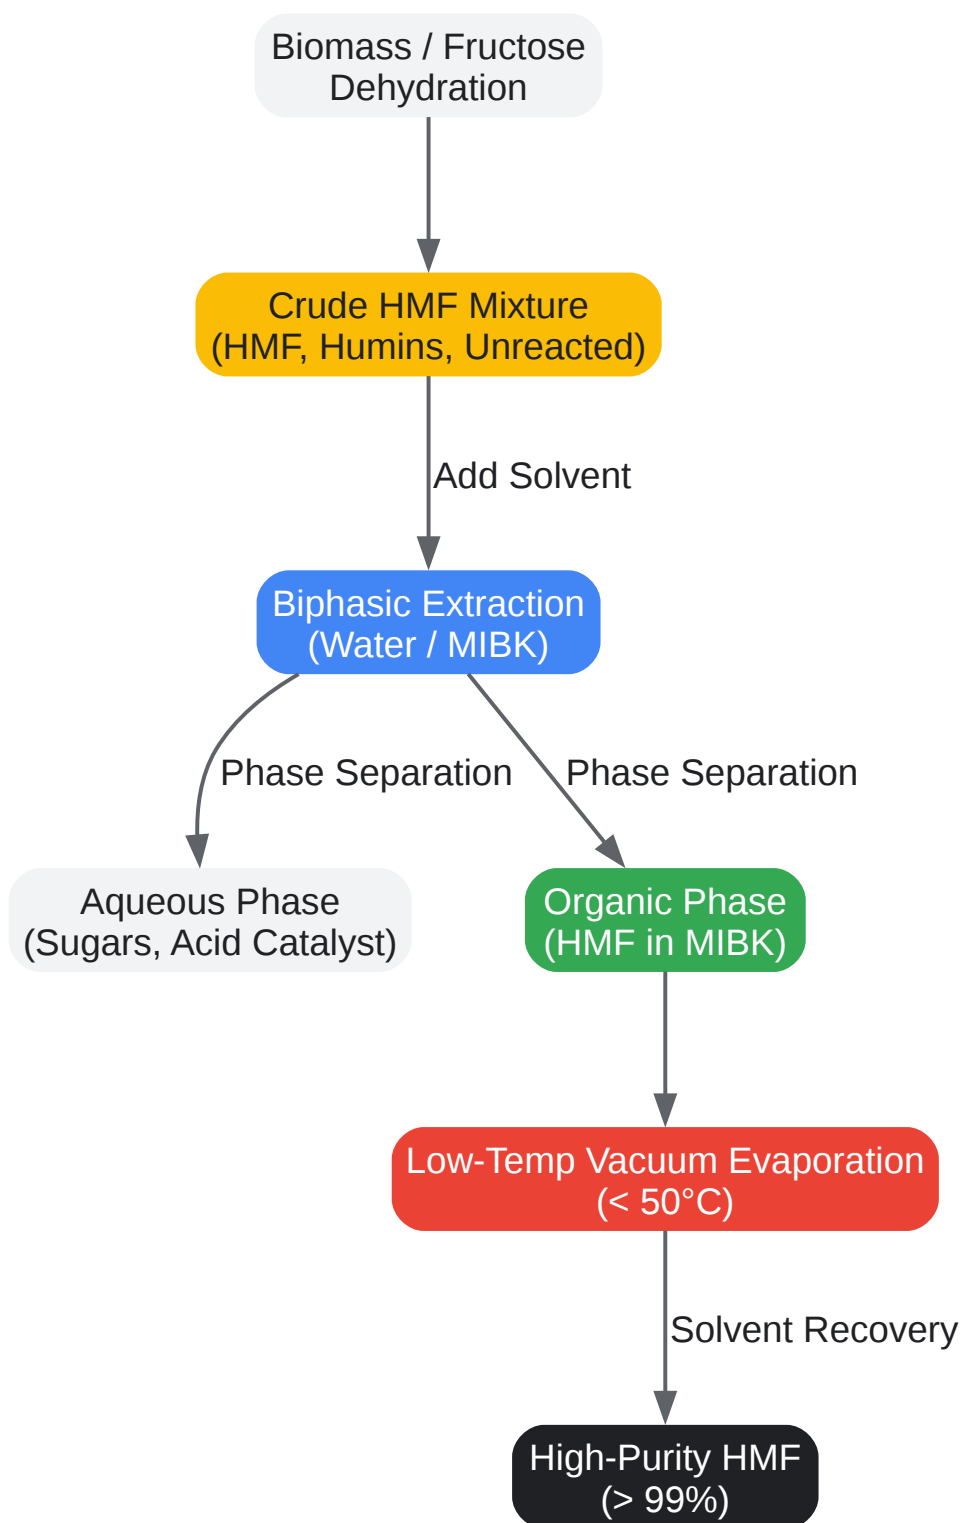 Biomass / Fructose
Dehydration
Crude HMF Mixture
(HMF, Humins, Unreacted)
Add Solvent
Biphasic Extraction
(Water / MIBK)
Phase Separation
Phase Separation
Aqueous Phase
(Sugars, Acid Catalyst)
Organic Phase
(HMF in MIBK)
Low-Temp Vacuum Evaporation
(< 50°C)
Solvent Recovery
High-Purity HMF
(> 99%)